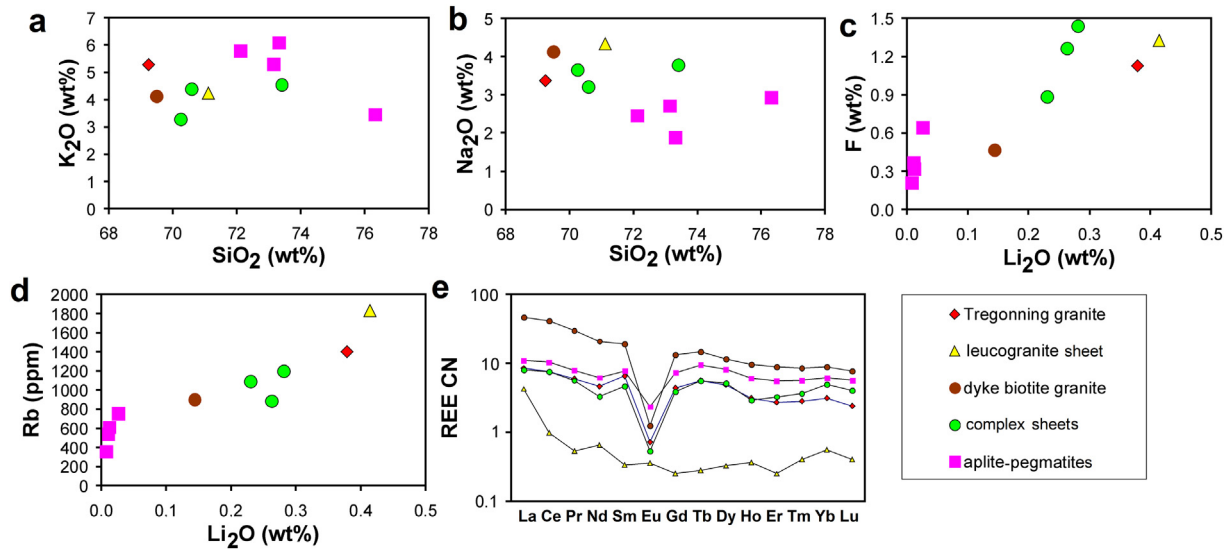 a
7
6
5
4
3
2
1
0
K2O (wt%)
68 70 72 74 76 78
SiO2 (wt%)
b
5
4
3
2
1
0
Na2O (wt%)
68 70 72 74 76 78
SiO2 (wt%)
c
1.5
1.2
0.9
0.6
0.3
0.0
F (wt%)
0.0 0.1 0.2 0.3 0.4 0.5
Li2O (wt%)
d
2000
1800
1600
1400
1200
1000
800
600
400
200
0
Rb (ppm)
0.0 0.1 0.2 0.3 0.4 0.5
Li2O (wt%)
e
100
10
1
0.1
REE CN
La Ce Pr Nd Sm Eu Gd Tb Dy Ho Er Tm Yb Lu
Tregonning granite
leucogranite sheet
dyke biotite granite
complex sheets
aplite-pegmatites